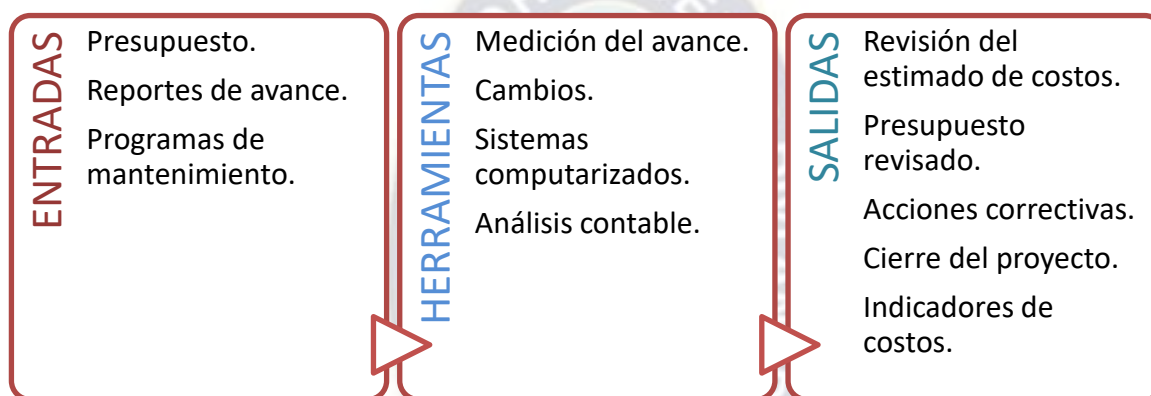 ENTRADAS
Presupuesto.
Reportes de avance.
Programas de
mantenimiento.
HERRAMIENTAS
Medición del avance.
Cambios.
Sistemas
computarizados.
Análisis contable.
SALIDAS
Revisión del
estimado de costos.
Presupuesto
revisado.
Acciones correctivas.
Cierre del proyecto.
Indicadores de
costos.